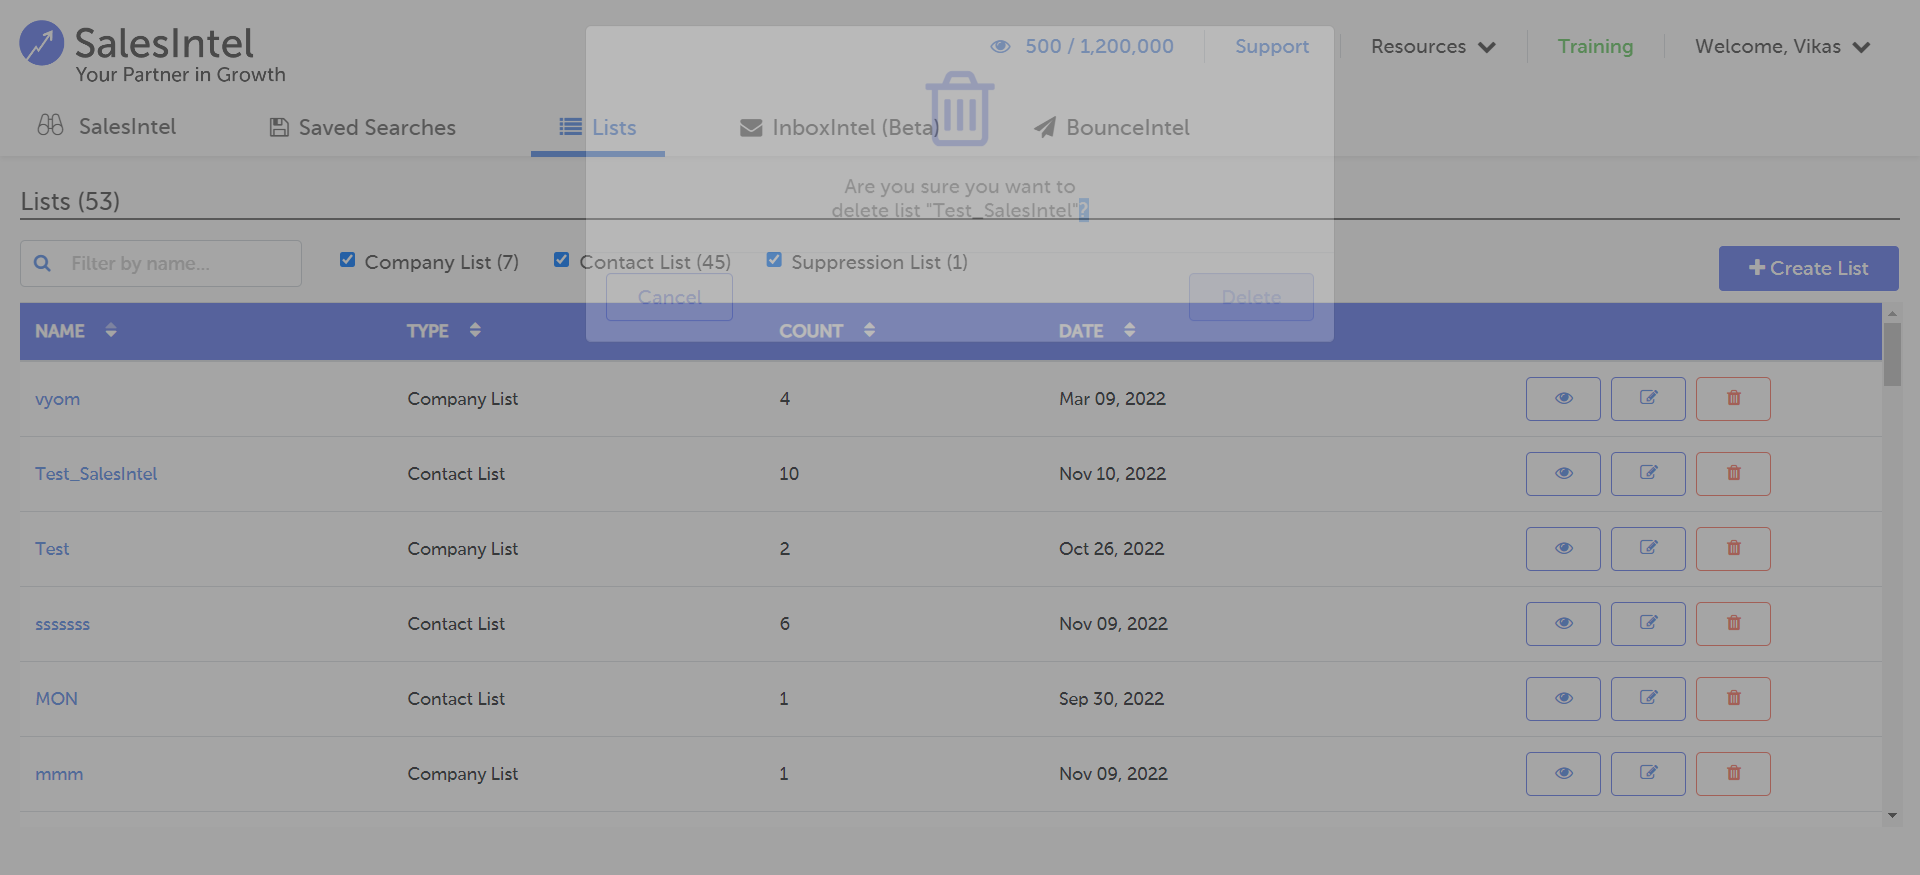 SalesIntel
Your Partner in Growth
500 / 1,200,000
Support
Resources
Training
Welcome, Vikas
SalesIntel
Saved Searches
Lists
InboxIntel (Beta)
BounceIntel
Are you sure you want to
delete list "Test_SalesIntel"?
Cancel
Delete
Lists (53)
Filter by name...
Company List (7)
Contact List (45)
Suppression List (1)
Create List
NAME TYPE COUNT DATE
vyom Company List 4 Mar 09, 2022
Test_SalesIntel Contact List 10 Nov 10, 2022
Test Company List 2 Oct 26, 2022
sssssss Contact List 6 Nov 09, 2022
MON Contact List 1 Sep 30, 2022
mmm Company List 1 Nov 09, 2022